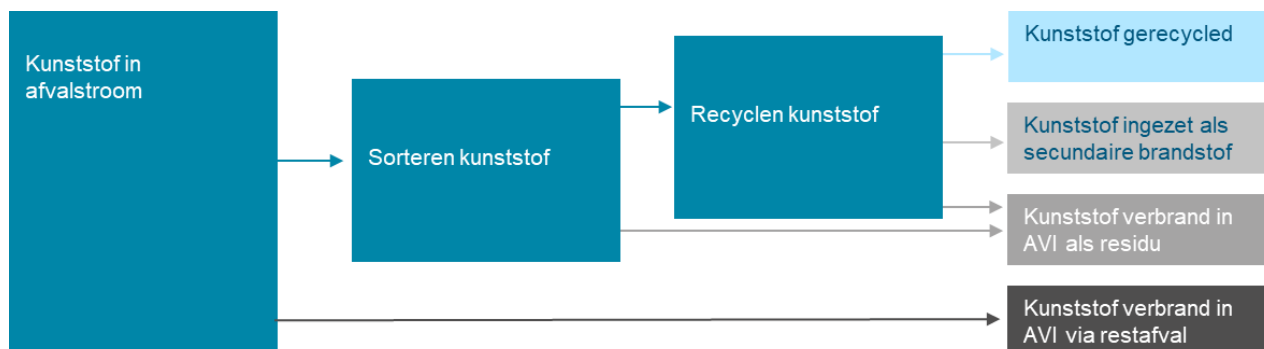 Kunststof in
afvalstroom
Sorteren kunststof
Recyclen kunststof
Kunststof gerecycled
Kunststof ingezet als
secundaire brandstof
Kunststof verbrand in
AVI als residu
Kunststof verbrand in
AVI via restafval